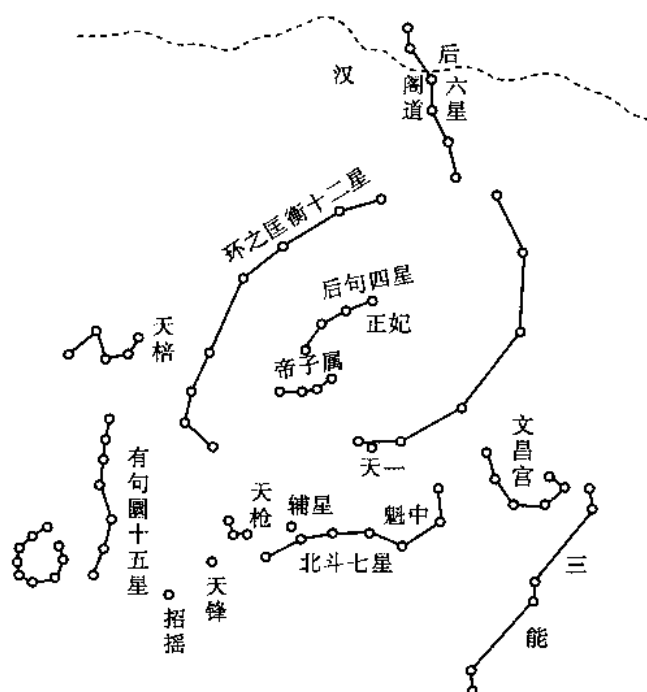 汉
后六星
阁道
环之匡衡十二星
后句四星
正妃
帝子属
天棓
天一
文昌宫
有句圜十五星
天枪
辅星
魁中
北斗七星
天锋
招摇
三能